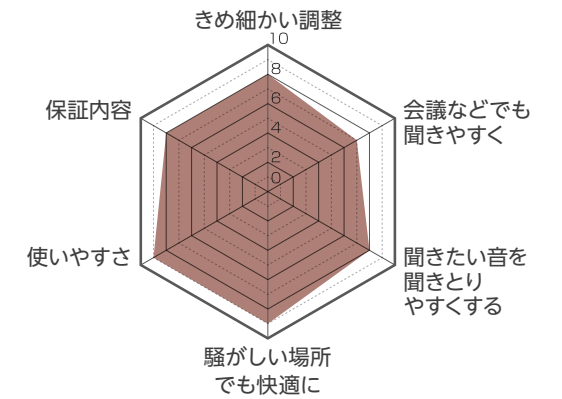 きめ細かい調整
10
8
6
4
2
0
保証内容
会議などでも
聞きやすく
使いやすさ
聞きたい音を
聞きとり
やすくする
騒がしい場所
でも快適に